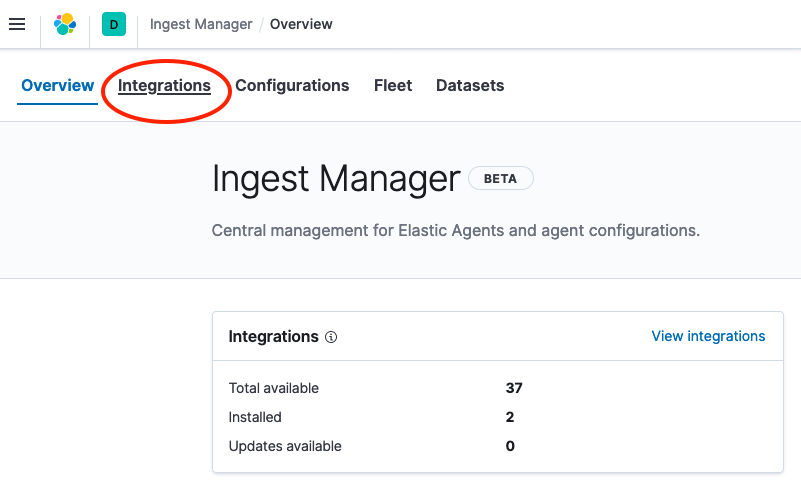 D Ingest Manager / Overview
Overview Integrations Configurations Fleet Datasets
Ingest Manager BETA
Central management for Elastic Agents and agent configurations.
Integrations View integrations
Total available 37
Installed 2
Updates available 0